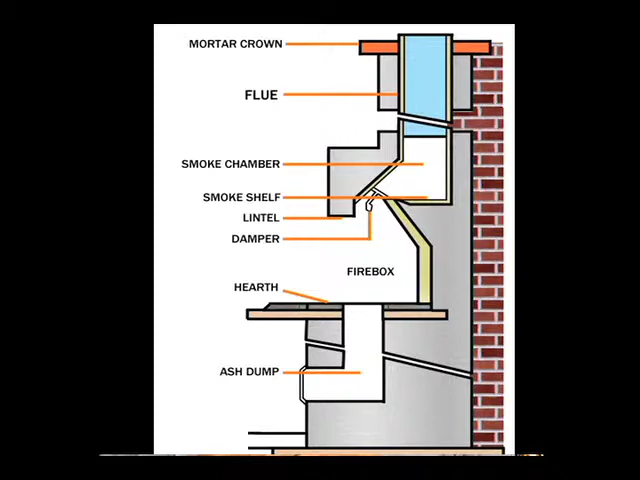 MORTAR CROWN
FLUE
SMOKE CHAMBER
SMOKE SHELF
LINTEL
DAMPER
FIREBOX
HEARTH
ASH DUMP